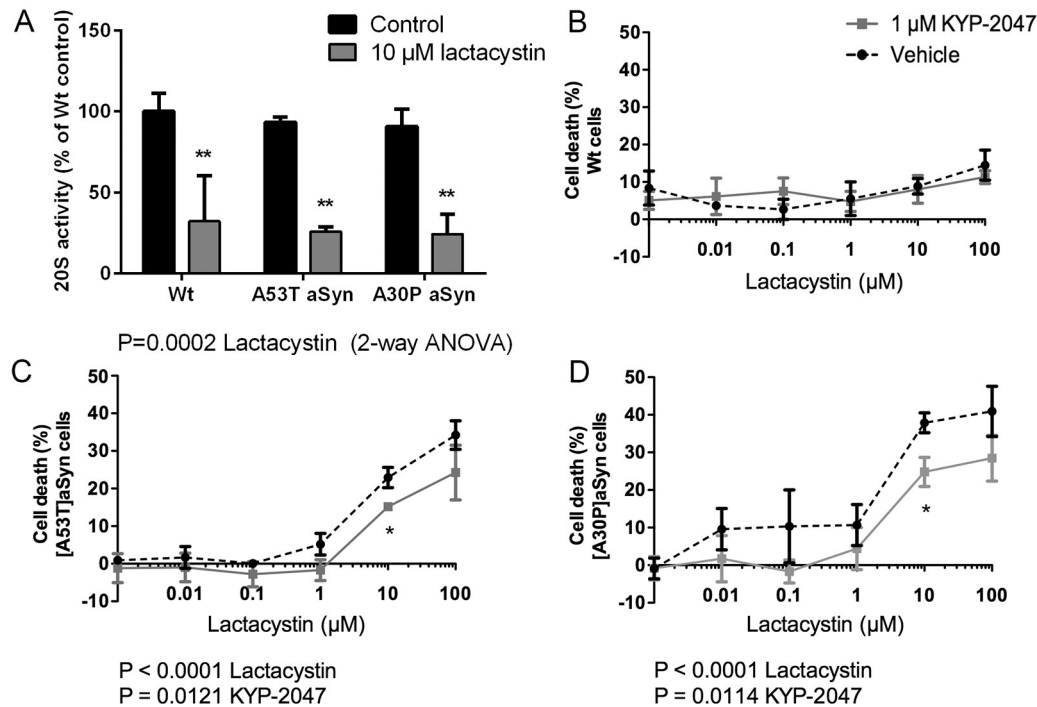 A
20S activity (% of Wt control)
150
100
50
0
Control
10 µM lactacystin
**
**
**
Wt
A53T aSyn
A30P aSyn
P=0.0002 Lactacystin (2-way ANOVA)
B
Cell death (%)
Wt cells
50
40
30
20
10
0
-10
1 µM KYP-2047
Vehicle
0.01
0.1
1
10
100
Lactacystin (µM)
C
Cell death (%)
[A53T]aSyn cells
50
40
30
20
10
0
-10
*
0.01
0.1
1
10
100
Lactacystin (µM)
P < 0.0001 Lactacystin
P = 0.0121 KYP-2047
D
Cell death (%)
[A30P]aSyn cells
50
40
30
20
10
0
-10
*
0.01
0.1
1
10
100
Lactacystin (µM)
P < 0.0001 Lactacystin
P = 0.0114 KYP-2047